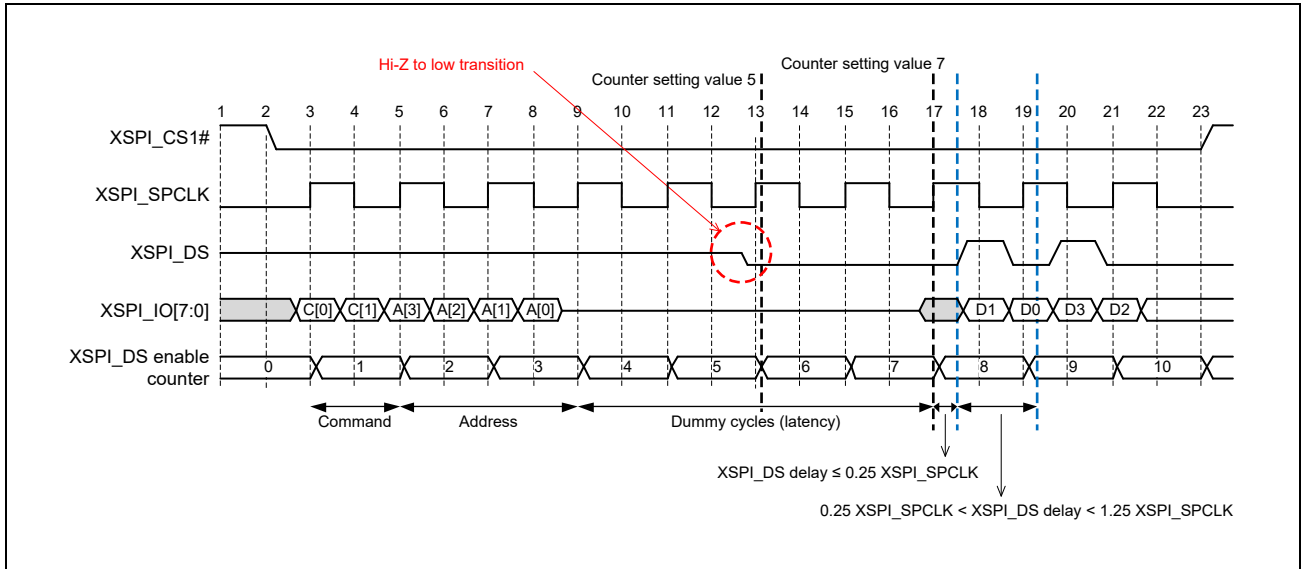 Hi-Z to low transition
Counter setting value 5
Counter setting value 7
1 2 3 4 5 6 7 8 9 10 11 12 13 14 15 16 17 18 19 20 21 22 23
XSPI_CS1#
XSPI_SPCLK
XSPI_DS
XSPI_IO[7:0] C[0] C[1] A[3] A[2] A[1] A[0] D1 D0 D3 D2
XSPI_DS enable
counter
0 1 2 3 4 5 6 7 8 9 10
Command Address Dummy cycles (latency)
XSPI_DS delay ≤ 0.25 XSPI_SPCLK
0.25 XSPI_SPCLK < XSPI_DS delay < 1.25 XSPI_SPCLK